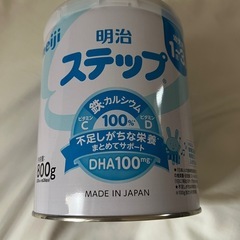 meiji
明治
ステップ
鉄・カルシウム
ビタミンC
100%
ビタミンD
不足しがちな栄養
まとめてサポート
DHA100mg
800g
MADE IN JAPAN